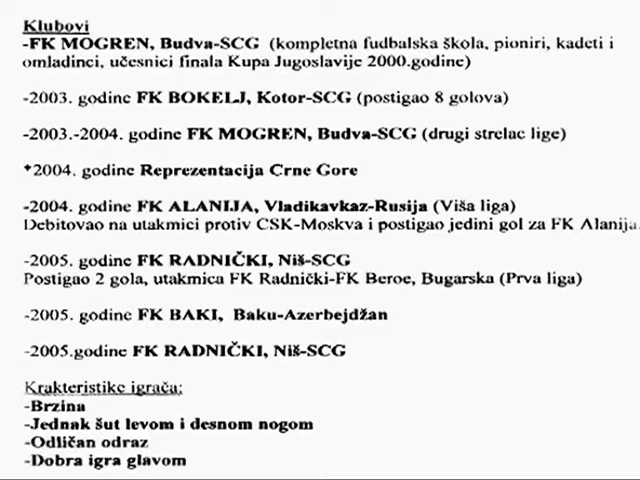 Klubovi
-FK MOGREN, Budva-SCG (kompletna fudbalska škola, pioniri, kadeti i
omladinci, učesnici finala Kupa Jugoslavije 2000.godine)
-2003. godine FK BOKELJ, Kotor-SCG (postigao 8 golova)
-2003.-2004. godine FK MOGREN, Budva-SCG (drugi strelac lige)
*2004. godine Reprezentacija Crne Gore
-2004. godine FK ALANIJA, Vladikavkaz-Rusija (Viša liga)
Debitovao na utakmici protiv CSK-Moskva i postigao jedini gol za FK Alanija.
-2005. godine FK RADNIČKI, Niš-SCG
Postigao 2 gola, utakmica FK Radnički-FK Beroe, Bugarska (Prva liga)
-2005. godine FK BAKI, Baku-Azerbejdžan
-2005.godine FK RADNIČKI, Niš-SCG
Krakteristike igrača:
-Brzina
-Jednak šut levom i desnom nogom
-Odličan odraz
-Dobra igra glavom